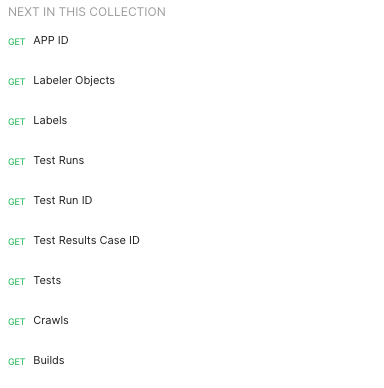 NEXT IN THIS COLLECTION
GET APP ID
GET Labeler Objects
GET Labels
GET Test Runs
GET Test Run ID
GET Test Results Case ID
GET Tests
GET Crawls
GET Builds